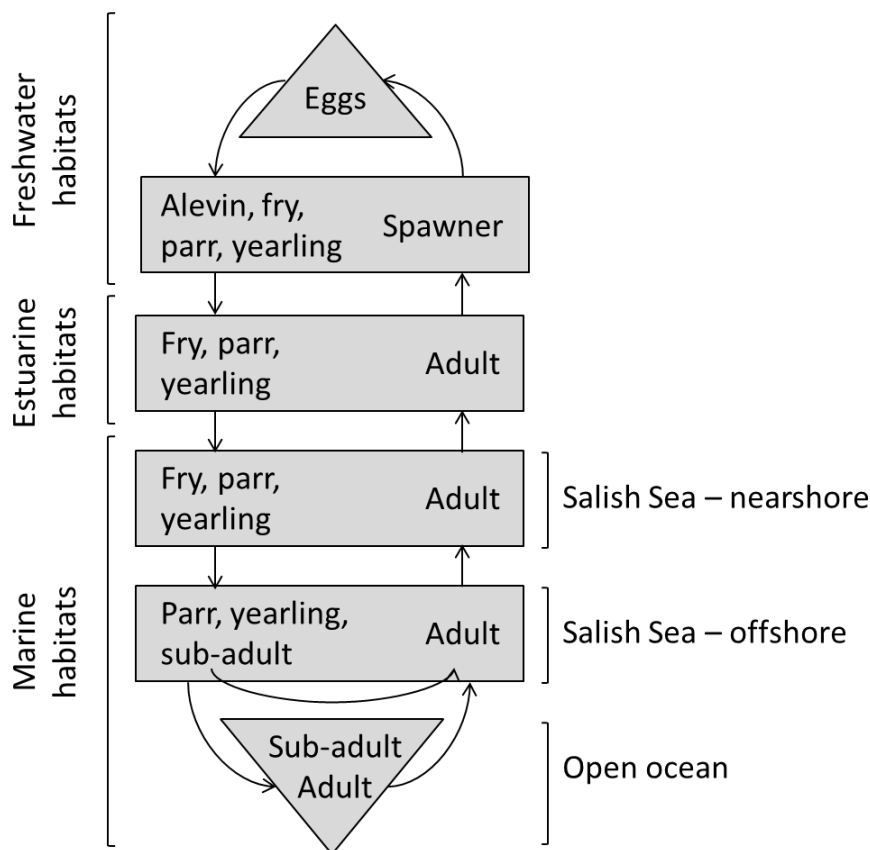 Freshwater
habitats
Eggs
Alevin, fry,
parr, yearling
Spawner
Estuarine
habitats
Fry, parr,
yearling
Adult
Marine
habitats
Fry, parr,
yearling
Adult
Salish Sea – nearshore
Parr, yearling,
sub-adult
Adult
Salish Sea – offshore
Sub-adult
Adult
Open ocean